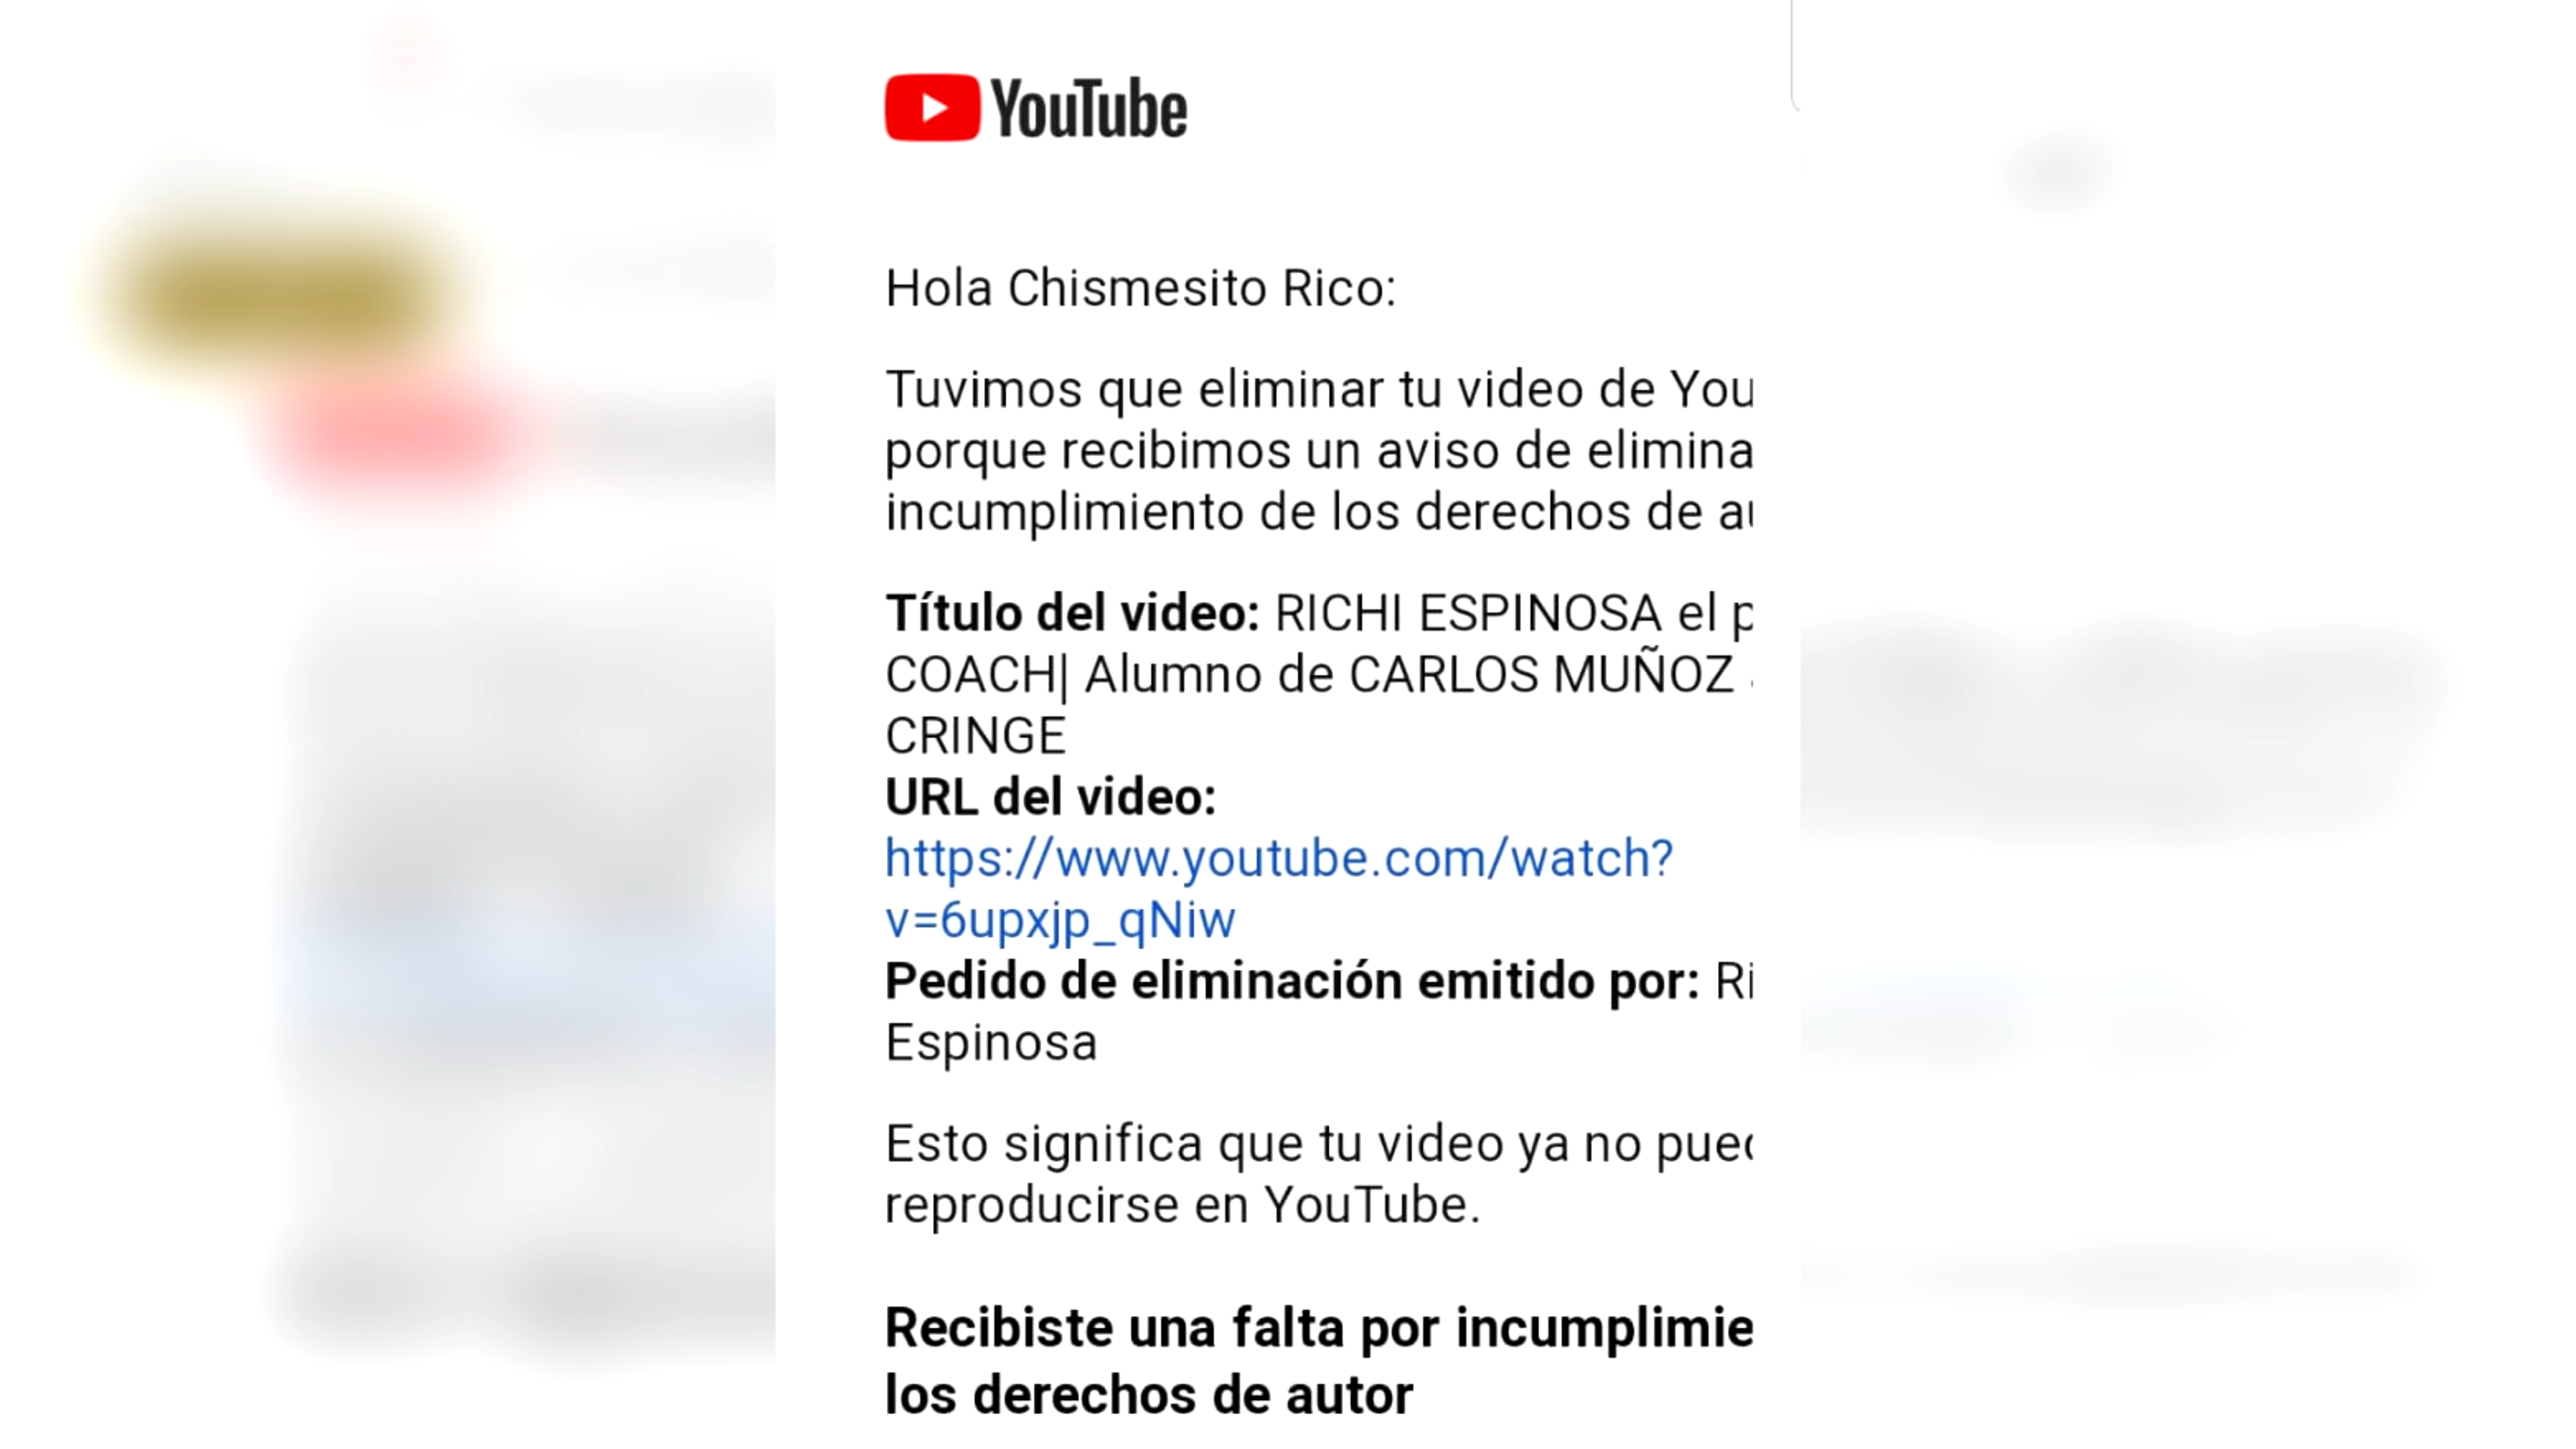 YouTube
Hola Chismesito Rico:
Tuvimos que eliminar tu video de You
porque recibimos un aviso de elimina
incumplimiento de los derechos de au
Título del video: RICHI ESPINOSA el p
COACH| Alumno de CARLOS MUÑOZ
CRINGE
URL del video:
https://www.youtube.com/watch?
v=6upxjp_qNiw
Pedido de eliminación emitido por: Ri
Espinosa
Esto significa que tu video ya no pued
reproducirse en YouTube.
Recibiste una falta por incumplimie
los derechos de autor